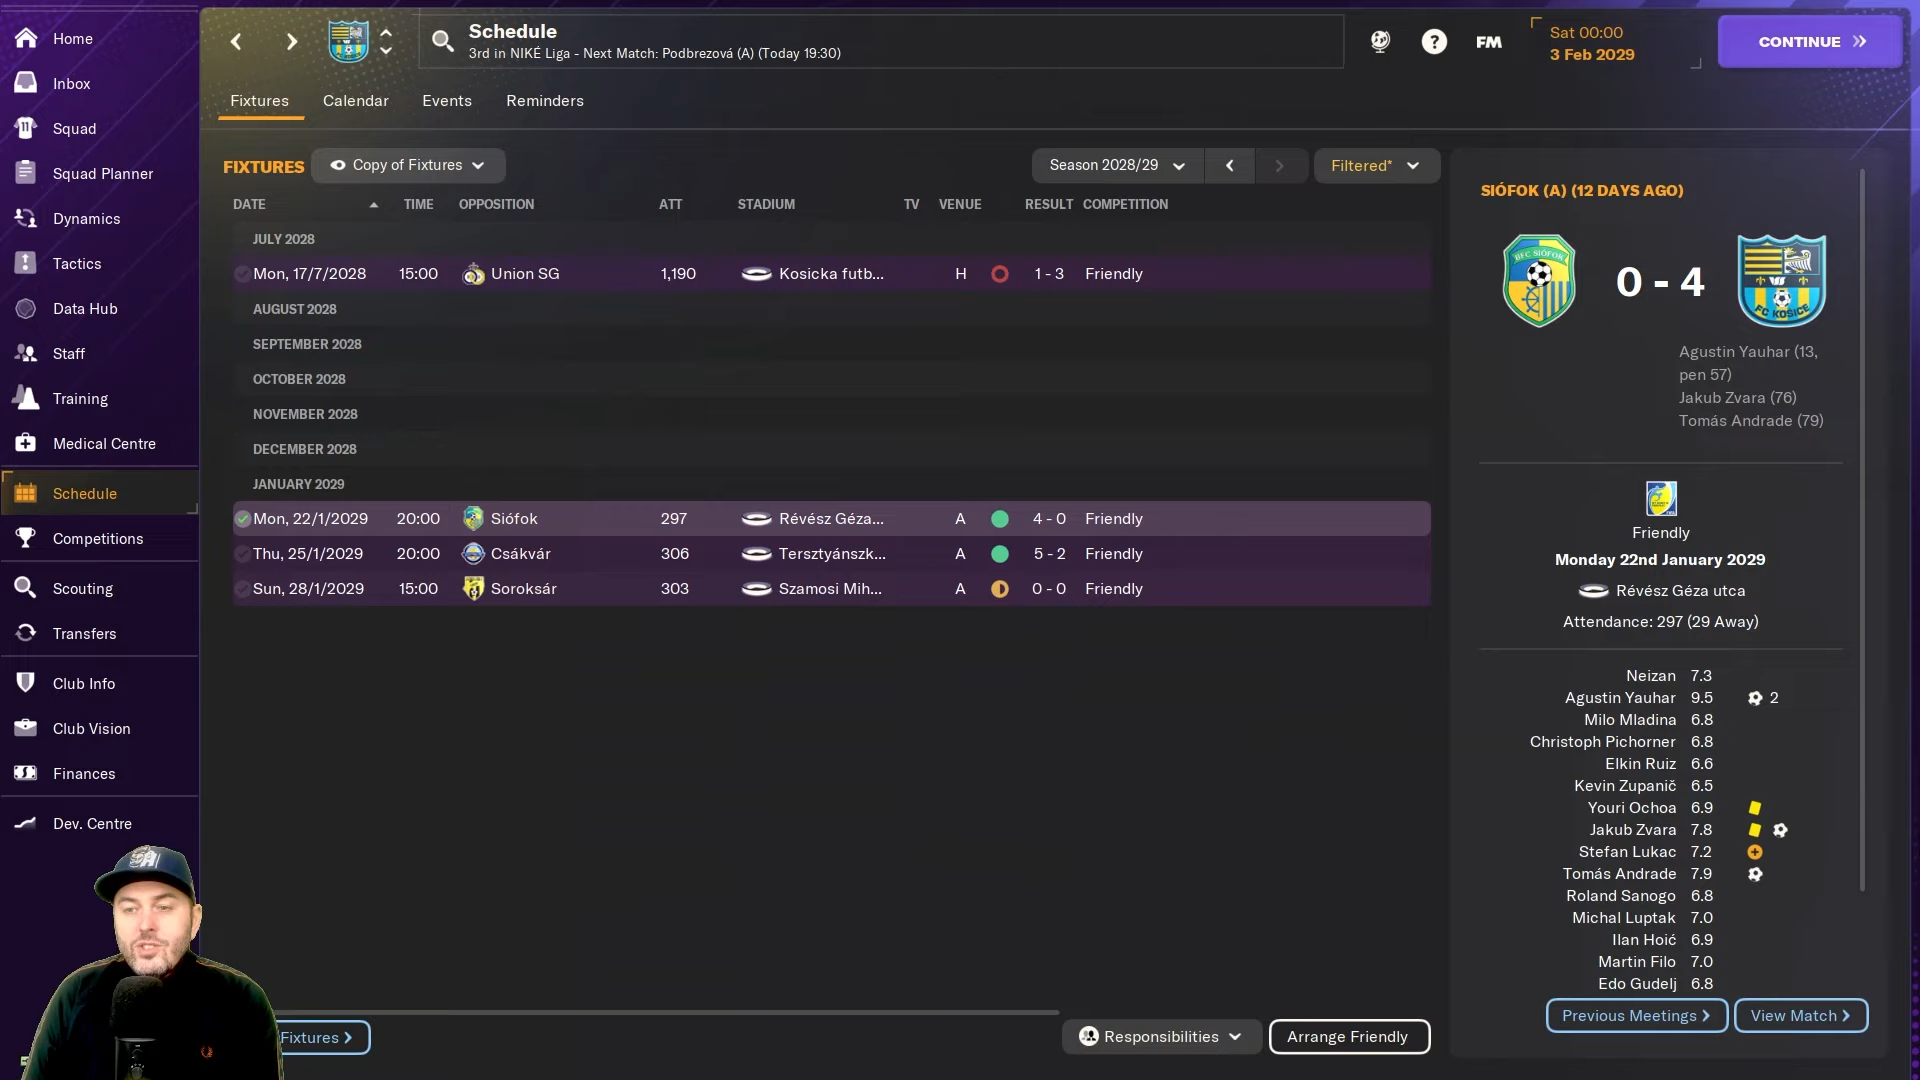 Home
Inbox
Squad
Squad Planner
Dynamics
Tactics
Data Hub
Staff
Training
Medical Centre
Schedule
Competitions
Scouting
Transfers
Club Info
Club Vision
Finances
Dev. Centre
Schedule
3rd in NIKÉ Liga - Next Match: Podbrezová (A) (Today 19:30)
FM
Sat 00:00
3 Feb 2029
CONTINUE
Fixtures Calendar Events Reminders
FIXTURES Copy of Fixtures Season 2028/29 Filtered*
DATE TIME OPPOSITION ATT STADIUM TV VENUE RESULT COMPETITION
JULY 2028
Mon, 17/7/2028 15:00 Union SG 1,190 Kosicka futb... H 1 - 3 Friendly
AUGUST 2028
SEPTEMBER 2028
OCTOBER 2028
NOVEMBER 2028
DECEMBER 2028
JANUARY 2029
Mon, 22/1/2029 20:00 Siófok 297 Révész Géza... A 4 - 0 Friendly
Thu, 25/1/2029 20:00 Csákvár 306 Tersztyánszk... A 5 - 2 Friendly
Sun, 28/1/2029 15:00 Soroksár 303 Szamosi Mih... A 0 - 0 Friendly
Fixtures
Responsibilities
Arrange Friendly
SIÓFOK (A) (12 DAYS AGO)
BFC SIÓFOK
0 - 4
FC KOŠICE
Agustin Yauhar (13,
pen 57)
Jakub Zvara (76)
Tomás Andrade (79)
Friendly
Monday 22nd January 2029
Révész Géza utca
Attendance: 297 (29 Away)
Neizan 7.3
Agustin Yauhar 9.5 2
Milo Mladina 6.8
Christoph Pichorner 6.8
Elkin Ruiz 6.6
Kevin Zupanič 6.5
Youri Ochoa 6.9
Jakub Zvara 7.8
Stefan Lukac 7.2
Tomás Andrade 7.9
Roland Sanogo 6.8
Michal Luptak 7.0
Ilan Hoić 6.9
Martin Filo 7.0
Edo Gudelj 6.8
Previous Meetings
View Match